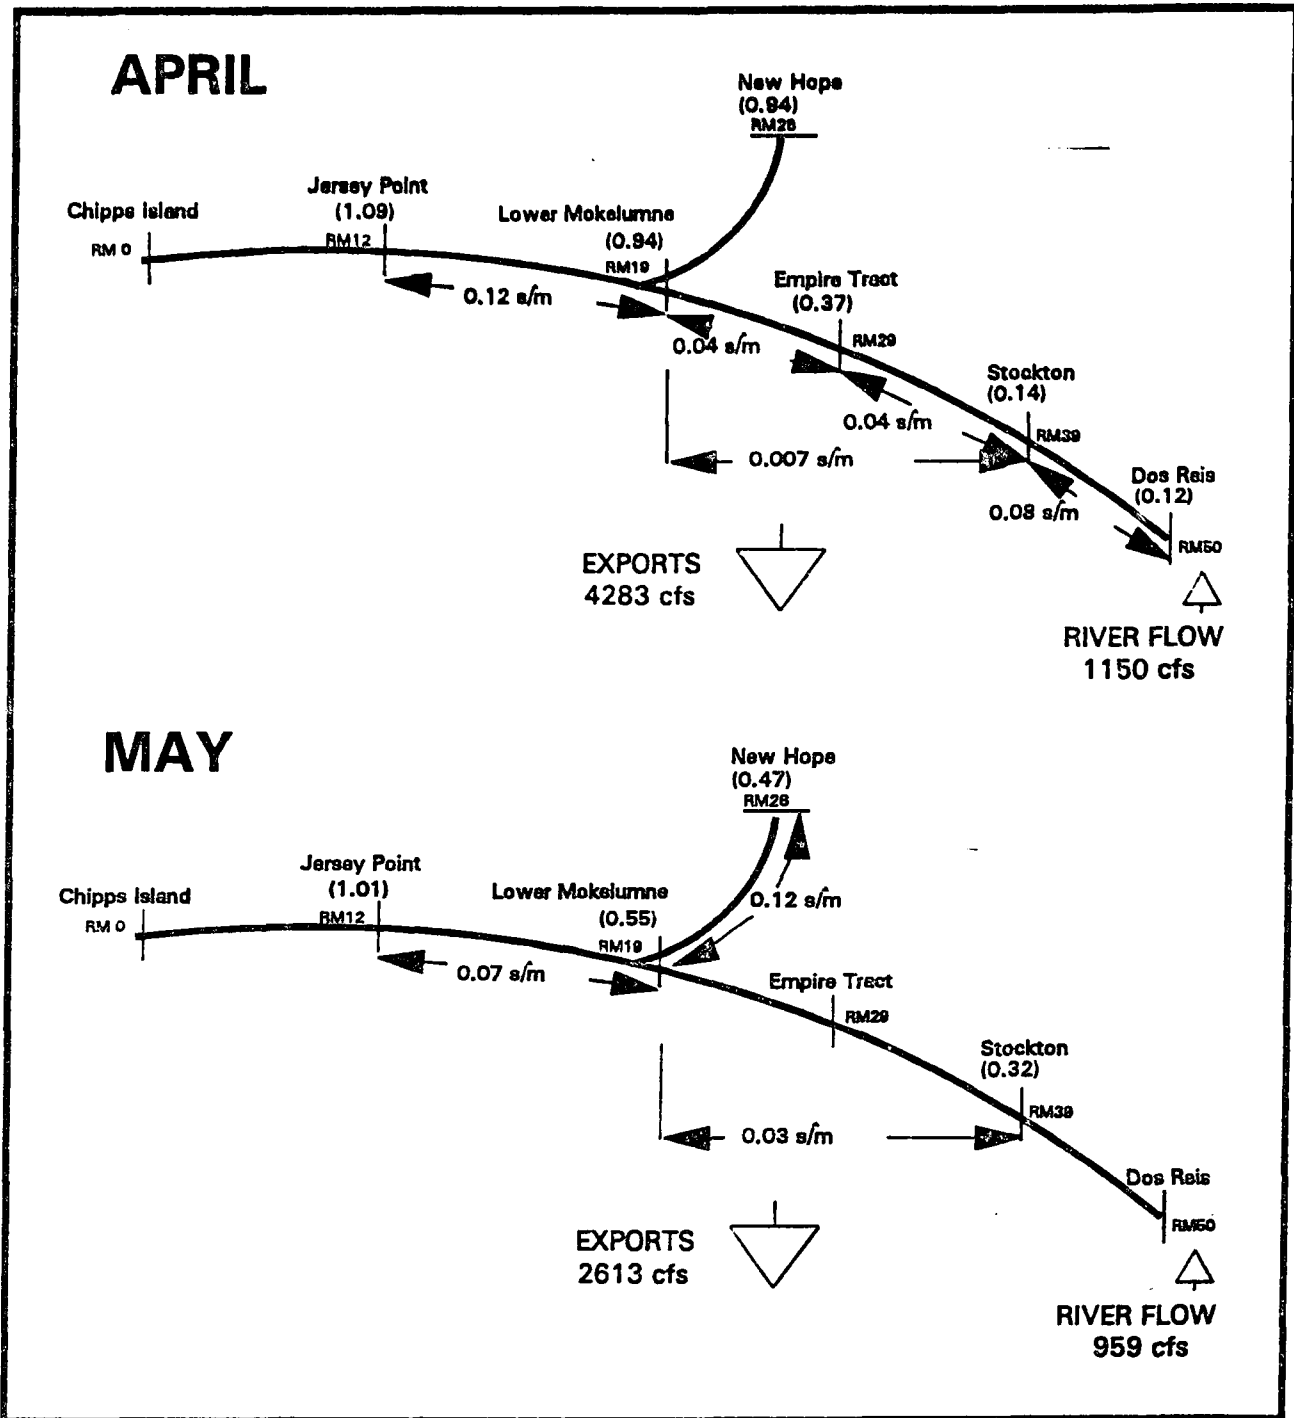 APRIL
New Hope
(0.94)
RM28
Jersey Point
(1.09)
RM12
Chipps Island
RM 0
Lower Mokelumne
(0.94)
RM19
0.12 s/m
Empire Tract
(0.37)
RM29
0.04 s/m
Stockton
(0.14)
RM39
0.04 s/m
0.007 s/m
Dos Reis
(0.12)
RM50
0.08 s/m
EXPORTS
4283 cfs
RIVER FLOW
1150 cfs
MAY
New Hope
(0.47)
RM28
Jersey Point
(1.01)
RM12
Chipps Island
RM 0
Lower Mokelumne
(0.55)
RM19
0.12 s/m
0.07 s/m
Empire Tract
RM29
Stockton
(0.32)
RM39
0.03 s/m
Dos Reis
RM50
EXPORTS
2613 cfs
RIVER FLOW
959 cfs